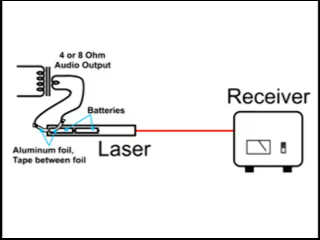 4 or 8 Ohm
Audio Output
Batteries
Receiver
Aluminum foil,
Tape between foil
Laser